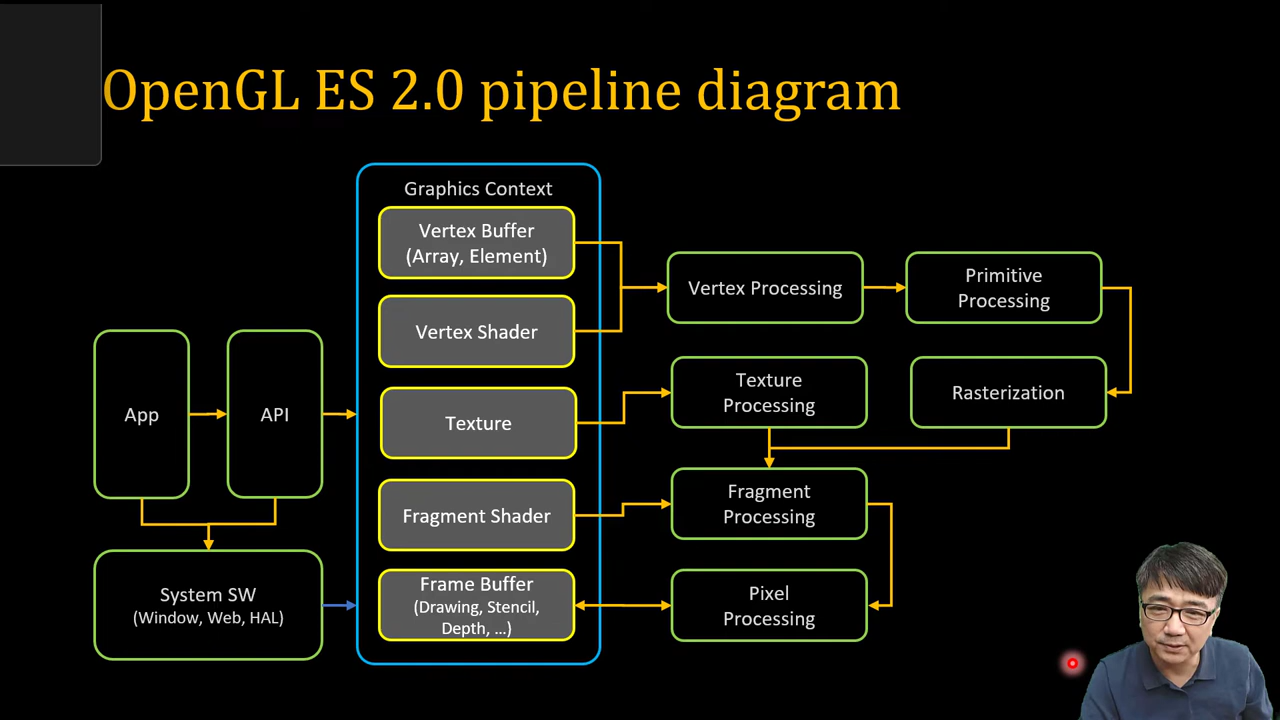 OpenGL ES 2.0 pipeline diagram
Graphics Context
Vertex Buffer
(Array, Element)
Vertex Shader
Texture
Fragment Shader
Frame Buffer
(Drawing, Stencil,
Depth, …)
App
API
System SW
(Window, Web, HAL)
Vertex Processing
Primitive
Processing
Texture
Processing
Rasterization
Fragment
Processing
Pixel
Processing